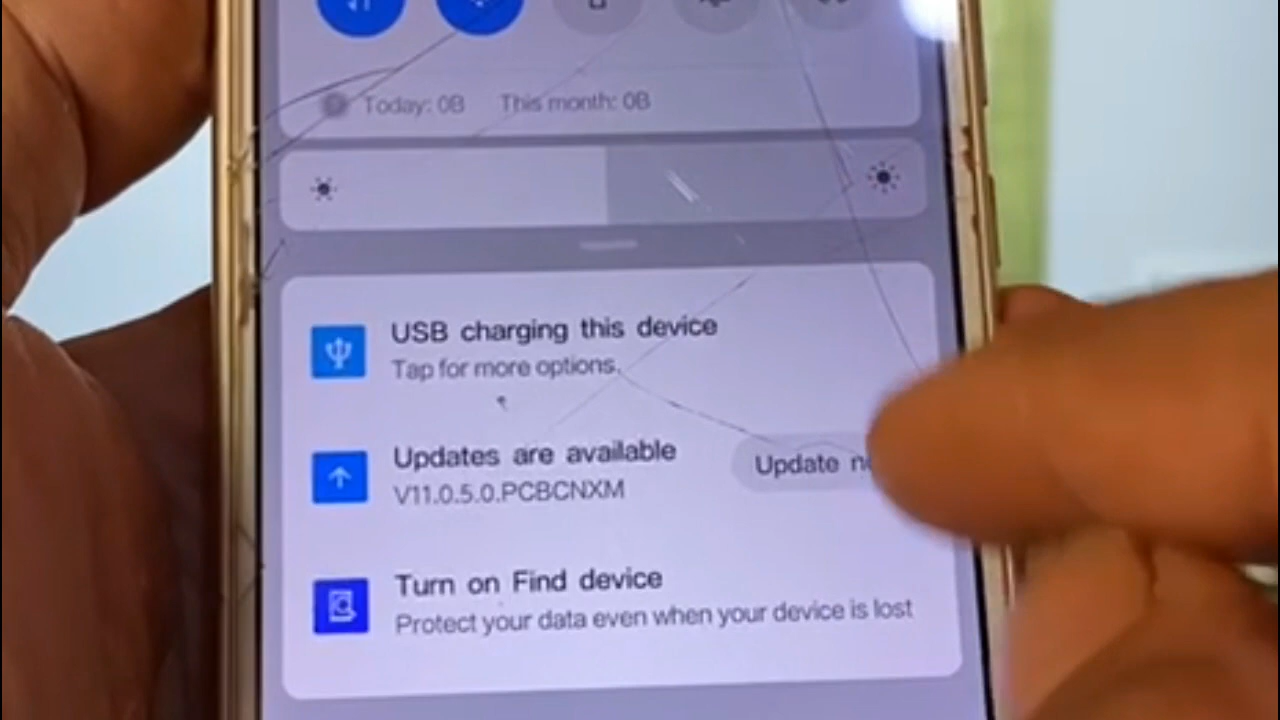 Today: 0B This month: 0B
USB charging this device
Tap for more options.
Updates are available
Update
V11.0.5.0.PCBCNXM
Turn on Find device
Protect your data even when your device is lost